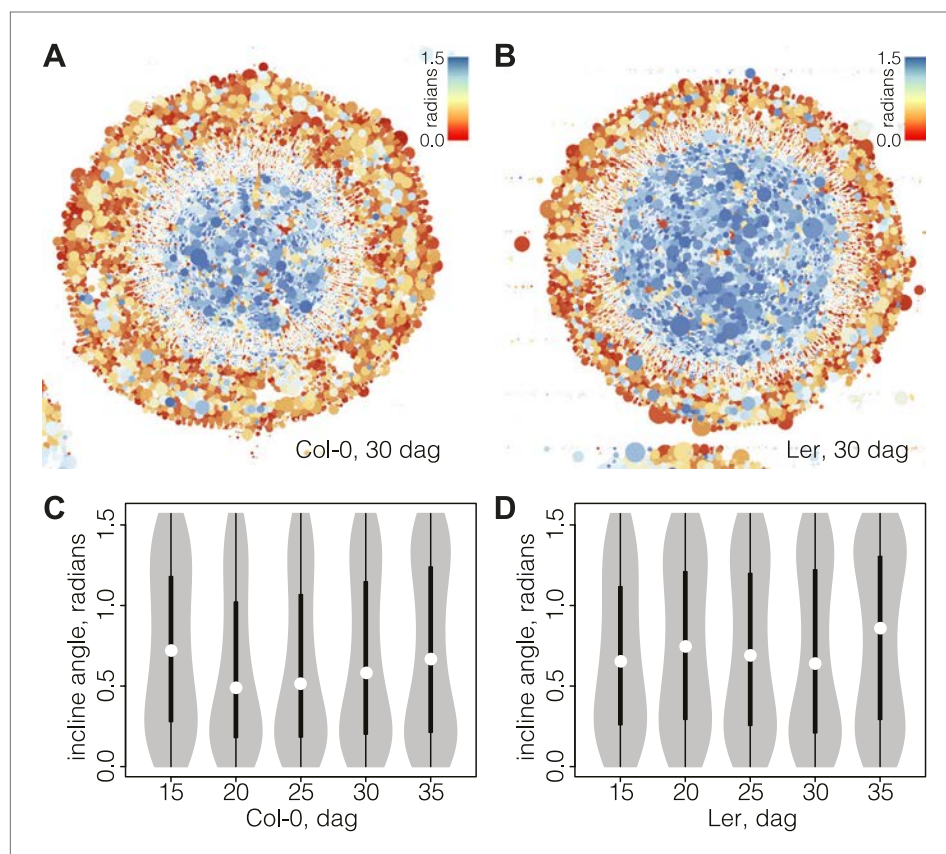 A
1.5
radians
0.0
Col-0, 30 dag
B
1.5
radians
0.0
Ler, 30 dag
C
incline angle, radians
1.5
1.0
0.5
0.0
15 20 25 30 35
Col-0, dag
D
incline angle, radians
1.5
1.0
0.5
0.0
15 20 25 30 35
Ler, dag